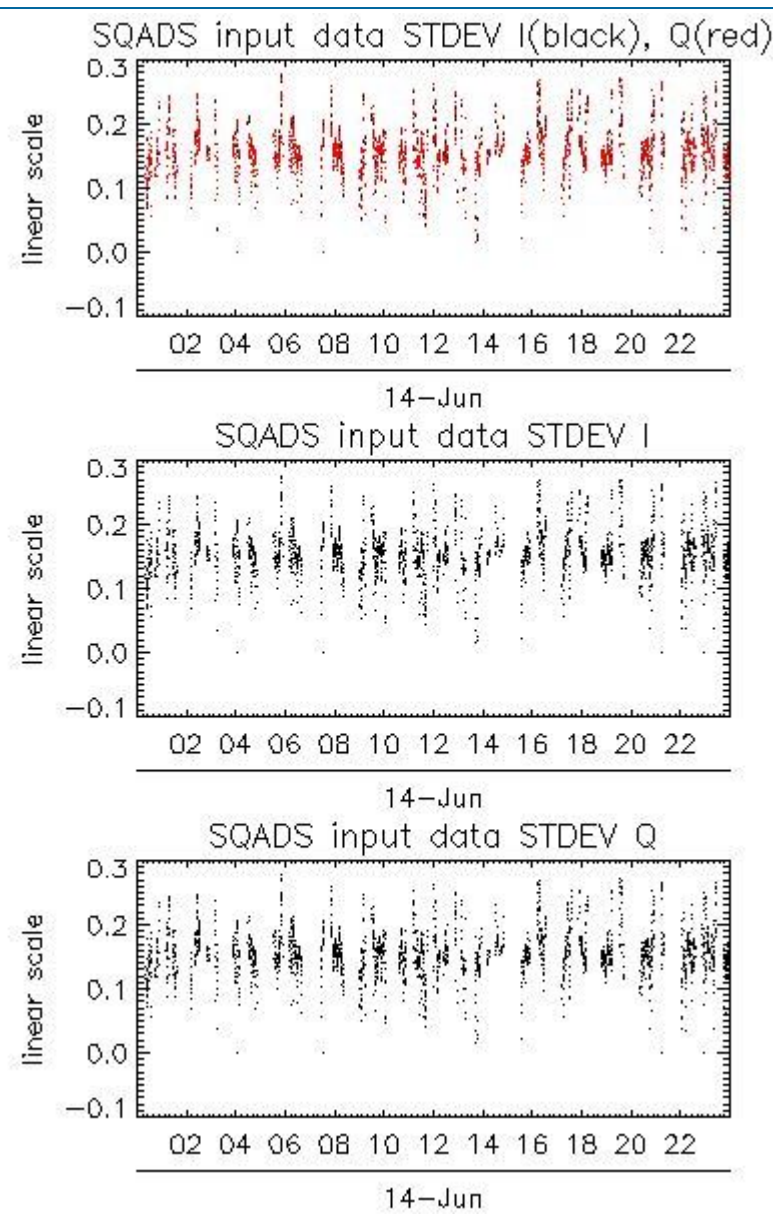 SQADS input data STDEV I(black), Q(red)
linear scale
0.3
0.2
0.1
0.0
−0.1
02 04 06 08 10 12 14 16 18 20 22
14−Jun
SQADS input data STDEV I
linear scale
0.3
0.2
0.1
0.0
−0.1
02 04 06 08 10 12 14 16 18 20 22
14−Jun
SQADS input data STDEV Q
linear scale
0.3
0.2
0.1
0.0
−0.1
02 04 06 08 10 12 14 16 18 20 22
14−Jun